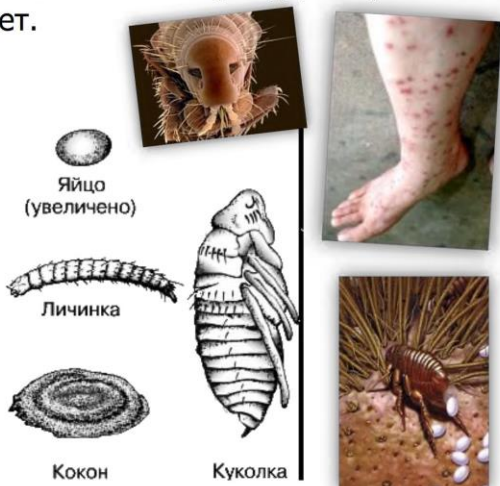 ет.
Яйцо
(увеличено)
Личинка
Кокон
Куколка